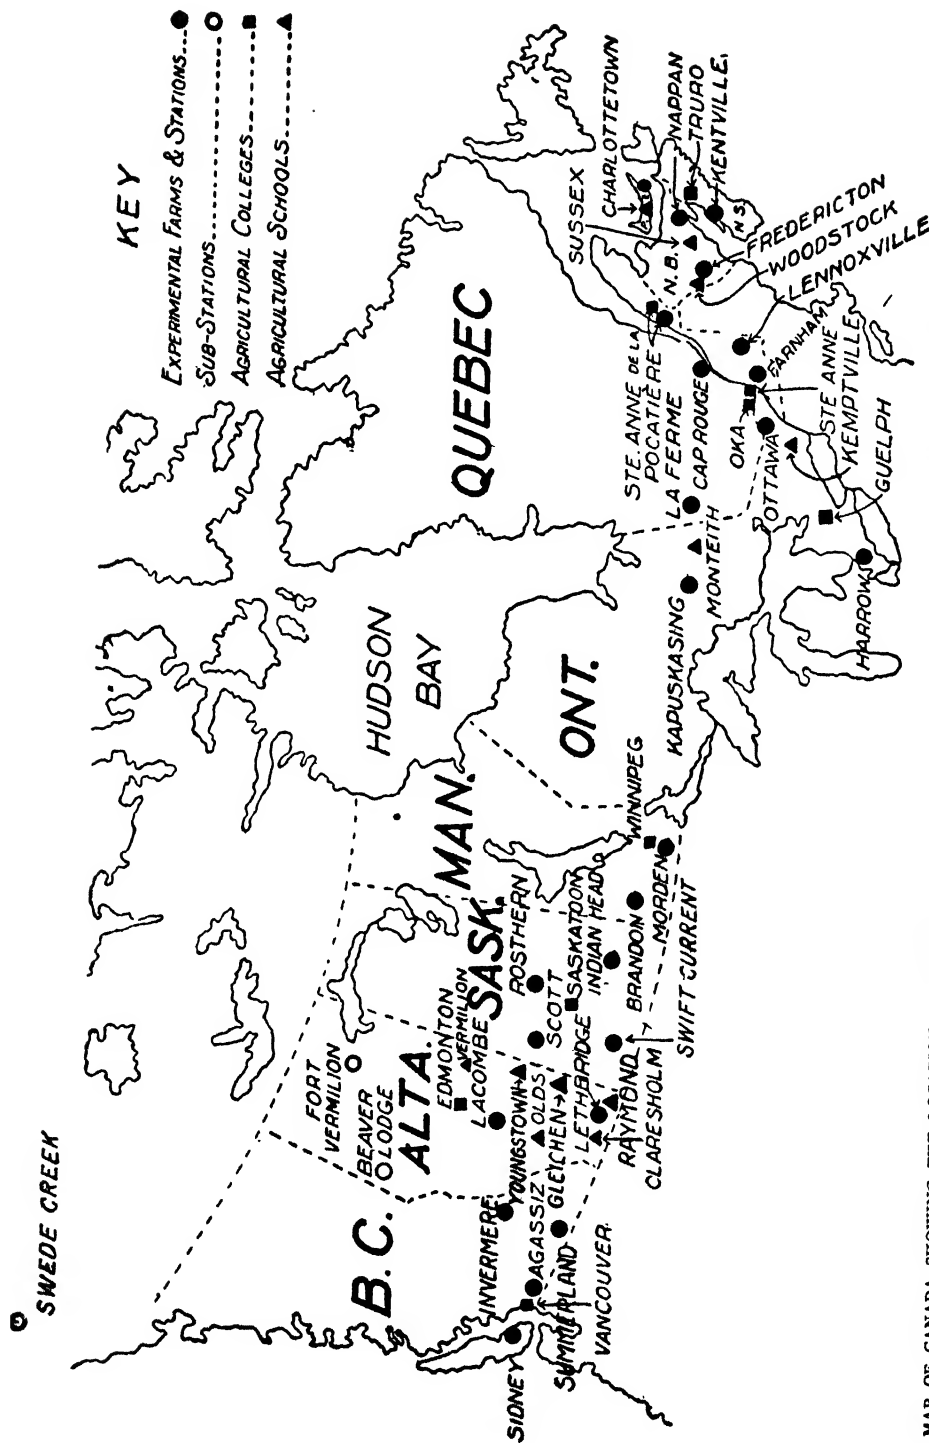 KEY
EXPERIMENTAL FARMS & STATIONS
SUB-STATIONS
AGRICULTURAL COLLEGES
AGRICULTURAL SCHOOLS
SWEDE CREEK
HUDSON
BAY
QUEBEC
B.C.
ALTA.
SASK.
MAN.
ONT.
FORT
VERMILION
BEAVER
LODGE
EDMONTON
VERMILION
LACOMBE
ROSTHERN
INVERMERE
YOUNGSTOWN
OLDS
SCOTT
SASKATOON
INDIAN HEAD
AGASSIZ
GLEICHEN
LETHBRIDGE
SIDNEY
SUMMERLAND
VANCOUVER
RAYMOND
CLARESHOLM
BRANDON
MORDEN
SWIFT CURRENT
WINNIPEG
KAPUSKASING
MONTEITH
LA FERME
CAP ROUGE
STE. ANNE DE LA
POCATIÈRE
OKA
OTTAWA
HARROW
GUELPH
KEMPTVILLE
STE ANNE
FARNHAM
LENNOXVILLE
WOODSTOCK
FREDERICTON
N.B.
SUSSEX
CHARLOTTETOWN
NAPPAN
TRURO
KENTVILLE.
N.S.
MAP OF CANADA SHOWING THE